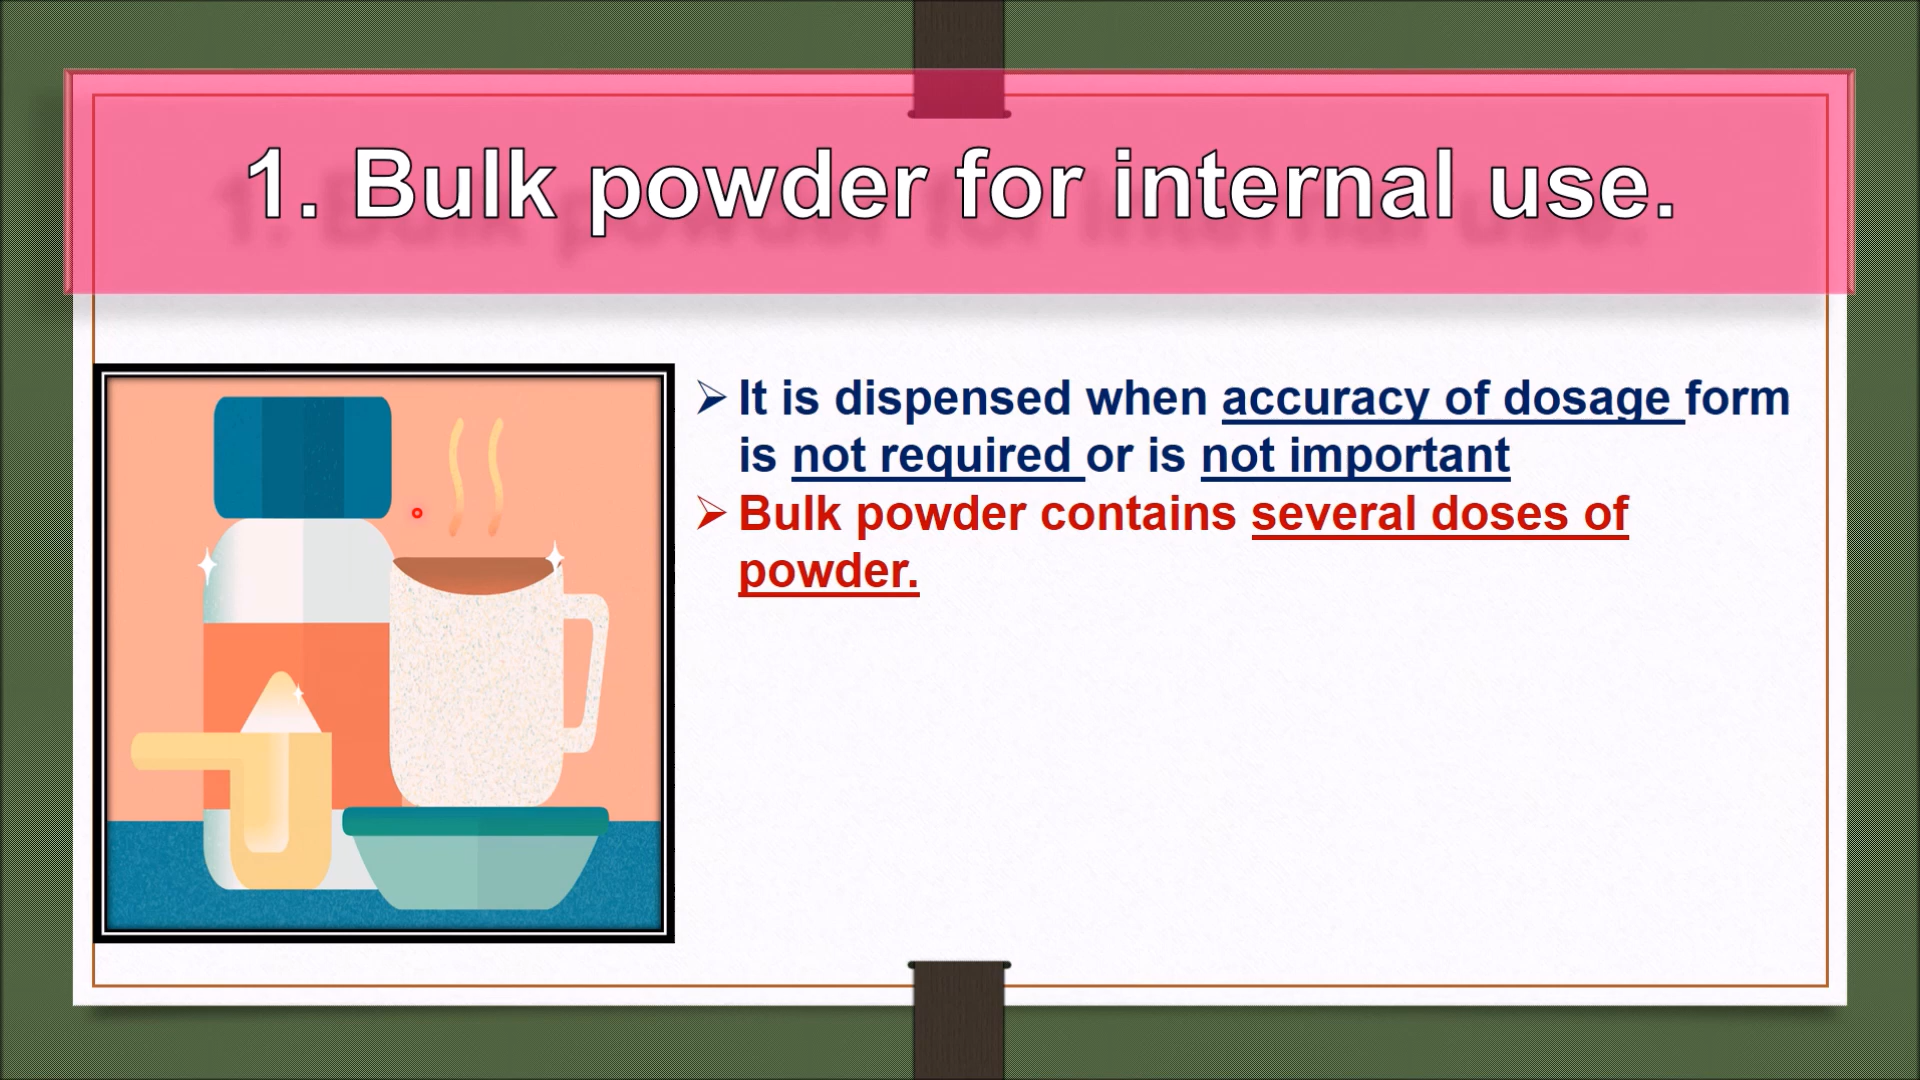 1. Bulk powder for internal use.
➢ It is dispensed when accuracy of dosage form
is not required or is not important
➢ Bulk powder contains several doses of
powder.